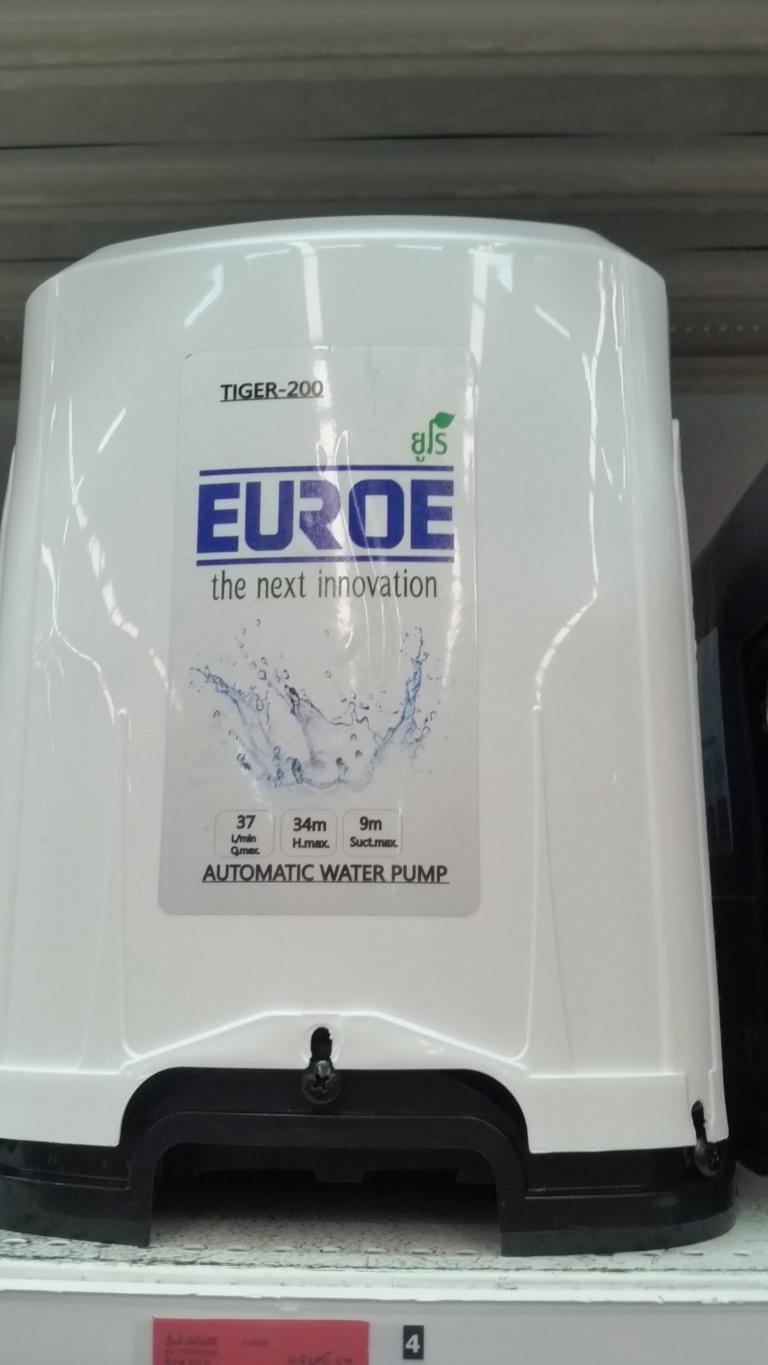 TIGER-200
ยูโร
EUROE
the next innovation
37 34m 9m
L/min H.max. Suct.max.
Q.max.
AUTOMATIC WATER PUMP
4